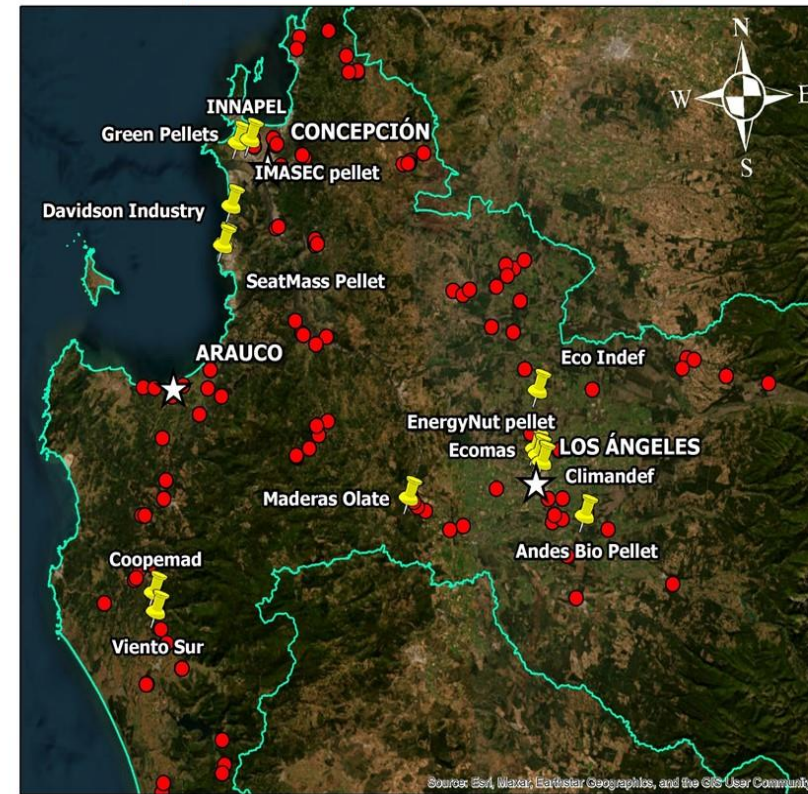 N
W
E
S
INNAPEL
Green Pellets
CONCEPCIÓN
IMASEC pellet
Davidson Industry
SeatMass Pellet
ARAUCO
Eco Indef
EnergyNut pellet
Ecomas
LOS ÁNGELES
Climandef
Maderas Olate
Andes Bio Pellet
Coopemad
Viento Sur
Source: Esri, Maxar, Earthstar Geographics, and the GIS User Community